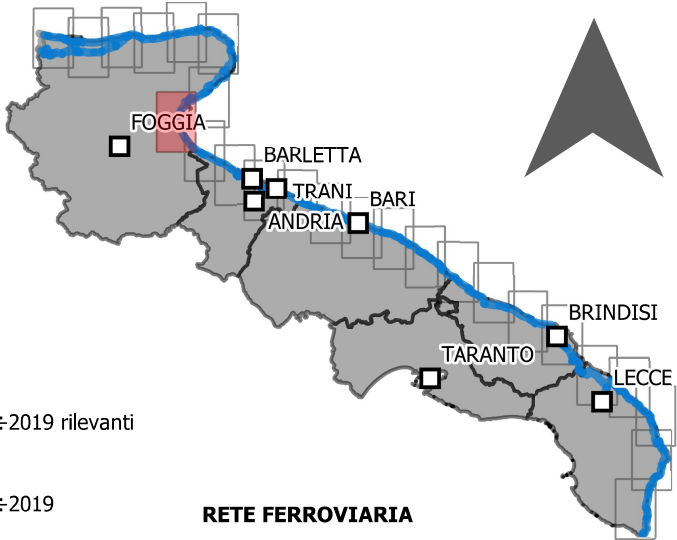 FOGGIA
BARLETTA
TRANI
BARI
ANDRIA
BRINDISI
TARANTO
LECCE
÷2019 rilevanti
÷2019
RETE FERROVIARIA